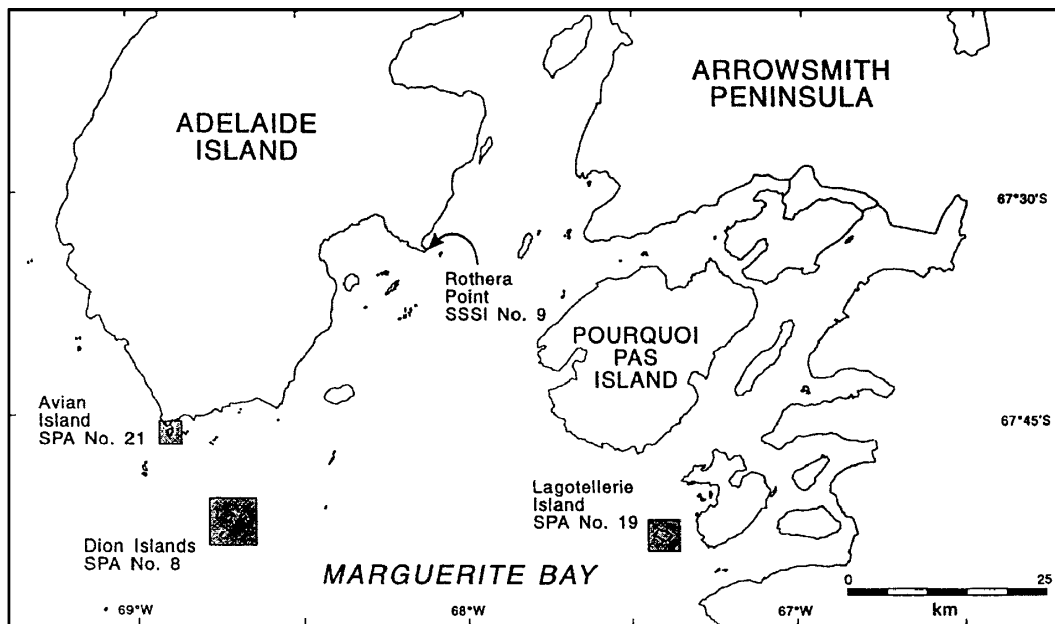 ARROWSMITH
PENINSULA
ADELAIDE
ISLAND
67°30'S
Rothera
Point
SSSI No. 9
POURQUOI
PAS
ISLAND
Avian
Island
SPA No. 21
67°45'S
Lagotellerie
Island
SPA No. 19
Dion Islands
SPA No. 8
MARGUERITE BAY
0
25
km
69°W
68°W
67°W